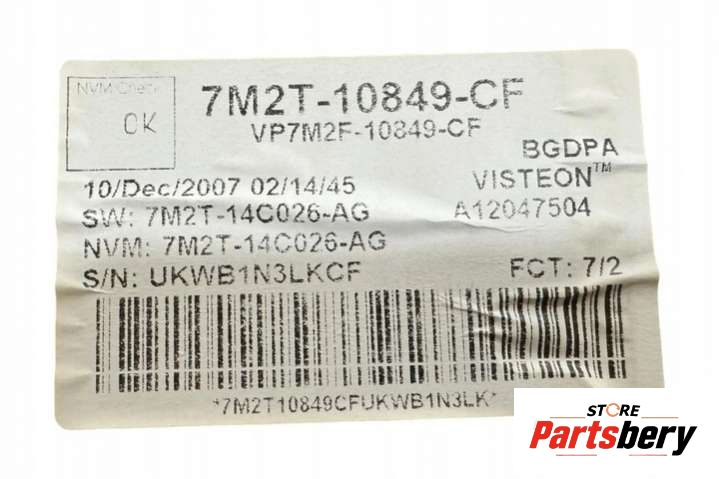 NVM Check
OK
7M2T-10849-CF
VP7M2F-10849-CF
BGDPA
10/Dec/2007 02/14/45
VISTEON™
SW: 7M2T-14C026-AG
A12047504
NVM: 7M2T-14C026-AG
S/N: UKWB1N3LKCF
FCT: 7/2
*7M2T10849CFUKWB1N3LK*
STORE
Partsbery